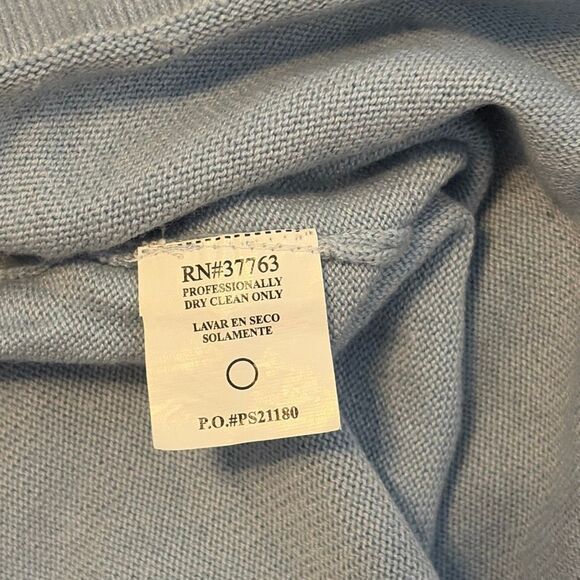 RN#37763
PROFESSIONALLY
DRY CLEAN ONLY
LAVAR EN SECO
SOLAMENTE
P.O.#PS21180